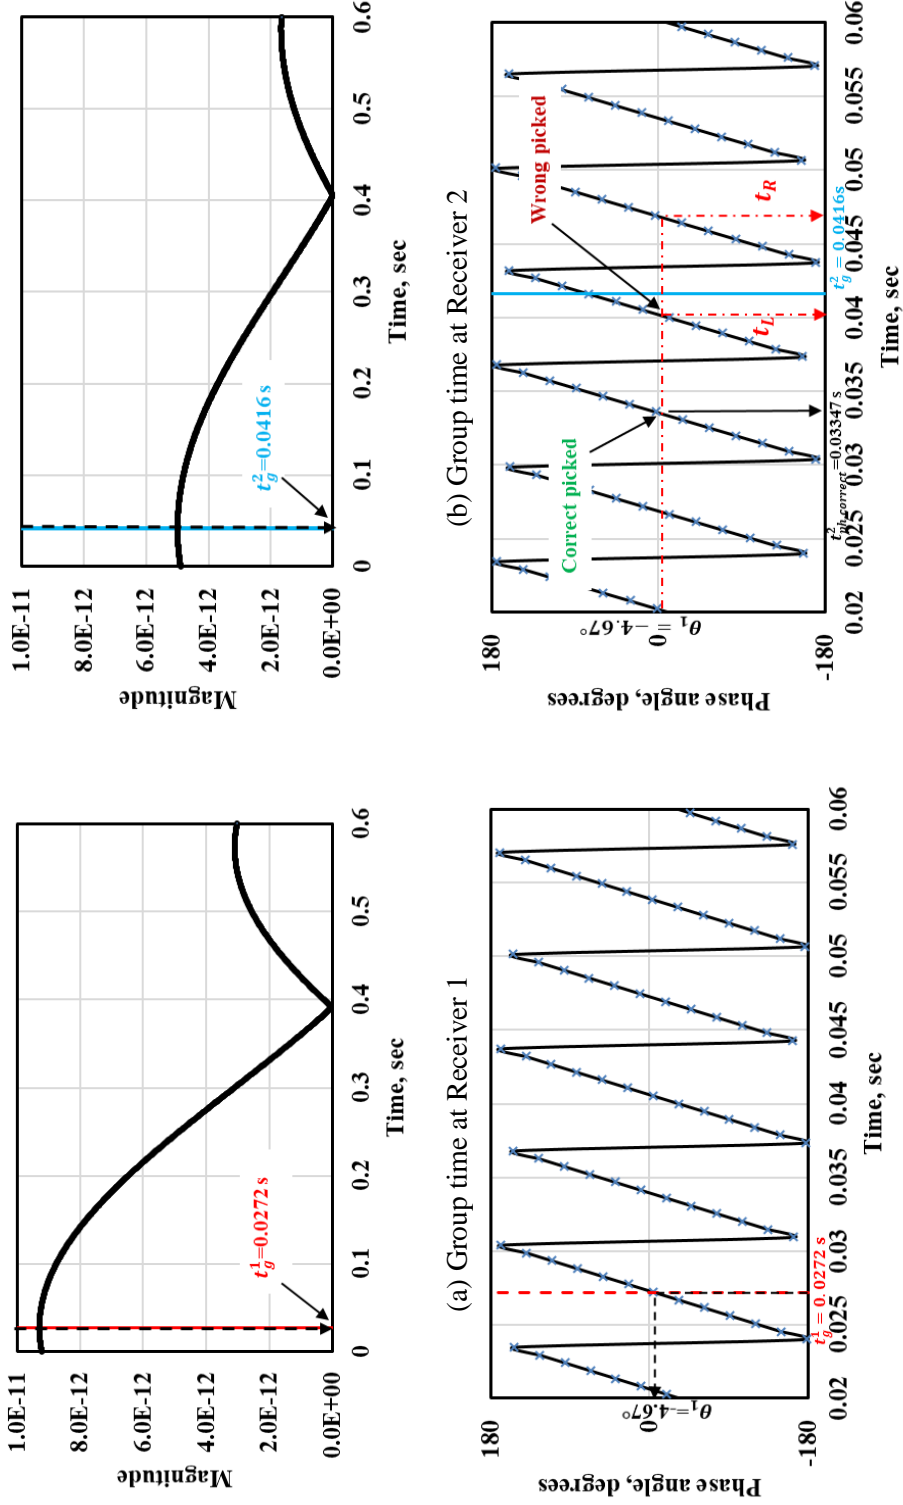 1.0E-11
8.0E-12
6.0E-12
4.0E-12
2.0E-12
0.0E+00
Magnitude
t_g^1=0.0272 s
0 0.1 0.2 0.3 0.4 0.5 0.6
Time, sec
(a) Group time at Receiver 1
180
0
-180
Phase angle, degrees
θ1=-4.67°
t_g^1 = 0.0272 s
0.02 0.025 0.03 0.035 0.04 0.045 0.05 0.055 0.06
Time, sec
1.0E-11
8.0E-12
6.0E-12
4.0E-12
2.0E-12
0.0E+00
Magnitude
t_g^2=0.0416 s
0 0.1 0.2 0.3 0.4 0.5 0.6
Time, sec
(b) Group time at Receiver 2
180
0
-180
Phase angle, degrees
θ1 = −4.67°
Correct picked
Wrong picked
t_L
t_R
t_ph,correct^2=0.03347 s
t_g^2 = 0.0416s
0.02 0.025 0.03 0.035 0.04 0.045 0.05 0.055 0.06
Time, sec